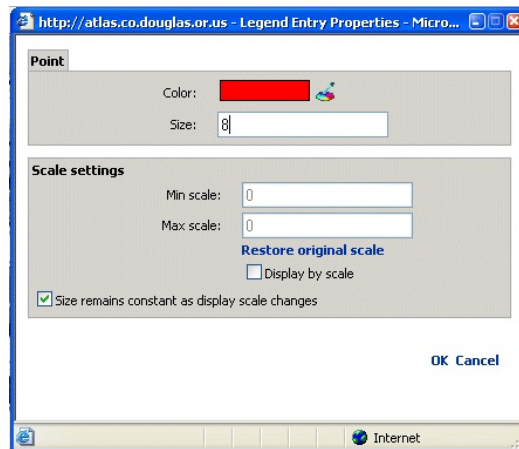 http://atlas.co.douglas.or.us - Legend Entry Properties - Micro...
Point
Color:
Size: 8
Scale settings
Min scale: 0
Max scale: 0
Restore original scale
Display by scale
Size remains constant as display scale changes
OK Cancel
Internet